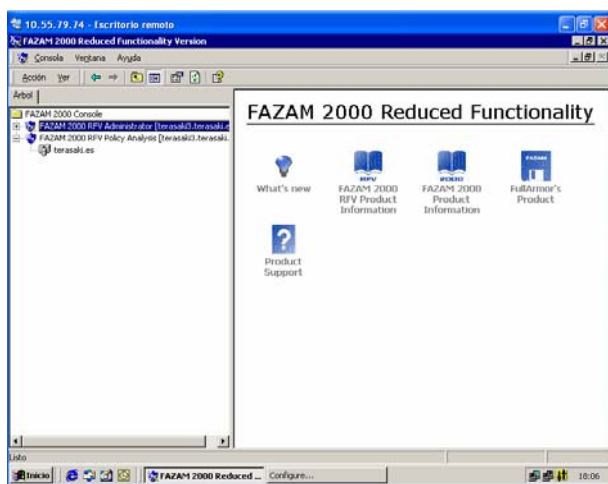 10.55.79.74 - Escritorio remoto
FAZAM 2000 Reduced Functionality Version
Consola Ventana Ayuda
Acción Ver
Árbol
FAZAM 2000 Console
FAZAM 2000 RFV Administrator [terasaki3.terasaki.e
FAZAM 2000 RFV Policy Analysis [terasaki3.terasaki.
terasaki.es
FAZAM 2000 Reduced Functionality
What's new
RFV
FAZAM 2000
RFV Product
Information
2000
FAZAM 2000
Product
Information
FAZAM
FullArmor's
Product
?
Product
Support
Listo
Inicio
FAZAM 2000 Reduced ...
Configure...
18:06